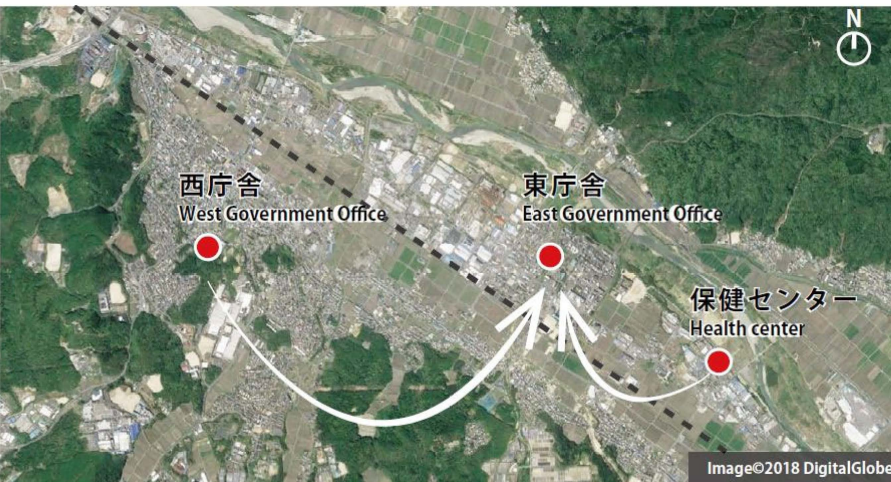 N
西庁舎
West Government Office
東庁舎
East Government Office
保健センター
Health center
Image©2018 DigitalGlobe